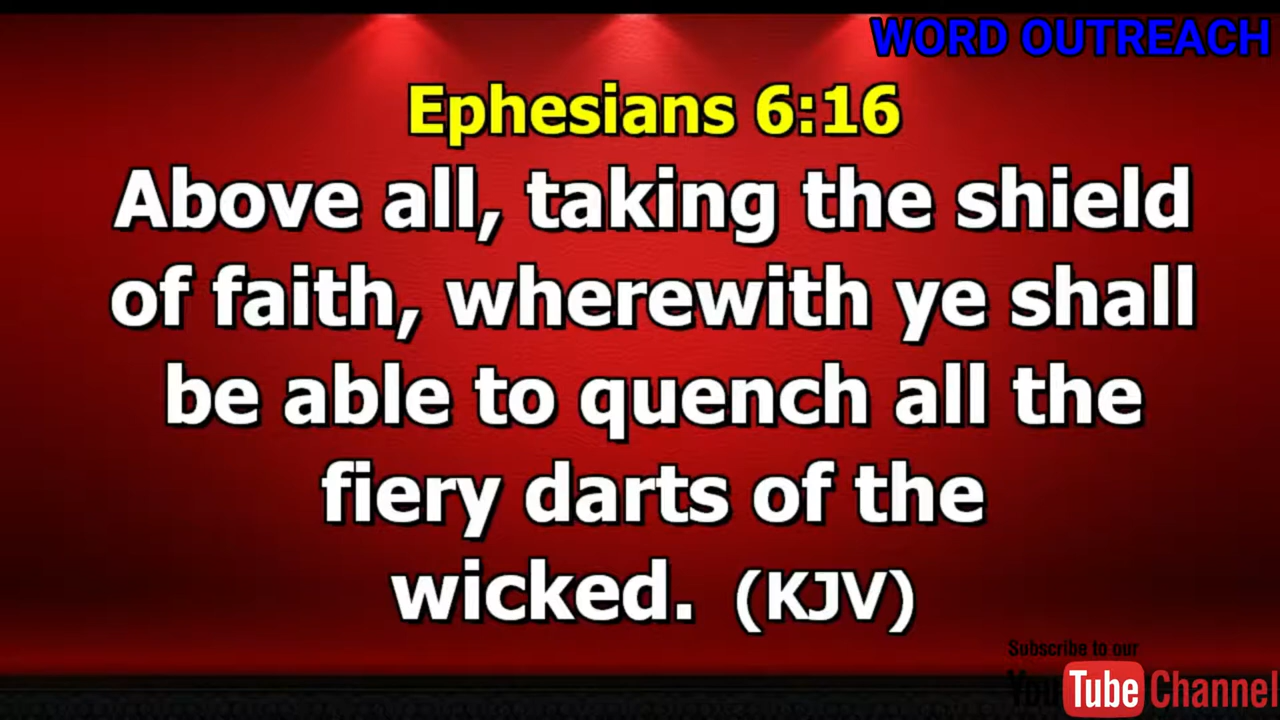 WORD OUTREACH
Ephesians 6:16
Above all, taking the shield
of faith, wherewith ye shall
be able to quench all the
fiery darts of the
wicked. (KJV)
Subscribe to our
YouTube Channel